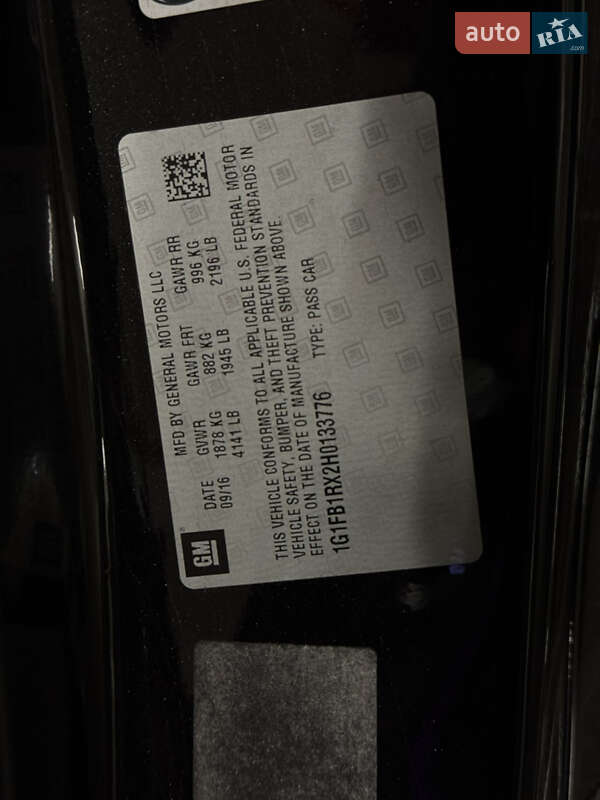 auto RIA.com
MFD BY GENERAL MOTORS LLC
DATE GVWR GAWR FRT GAWR RR
09/16 1878 KG 882 KG 996 KG
4141 LB 1945 LB 2196 LB
GM
THIS VEHICLE CONFORMS TO ALL APPLICABLE U.S. FEDERAL MOTOR
VEHICLE SAFETY, BUMPER, AND THEFT PREVENTION STANDARDS IN
EFFECT ON THE DATE OF MANUFACTURE SHOWN ABOVE.
1G1FB1RX2H0133776 TYPE: PASS CAR